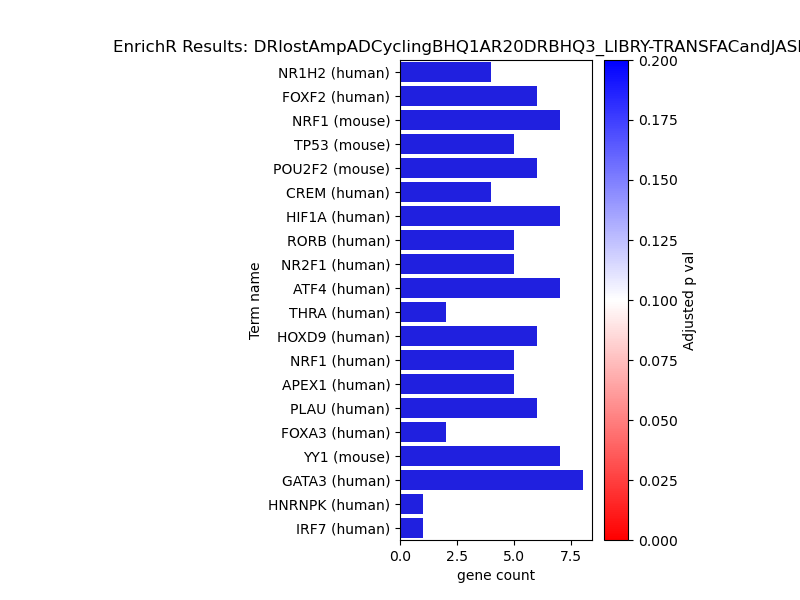 EnrichR Results: DRlostAmpADCyclingBHQ1AR20DRBHQ3_LIBRY-TRANSFACandJAS
NR1H2 (human)
FOXF2 (human)
NRF1 (mouse)
TP53 (mouse)
POU2F2 (mouse)
CREM (human)
HIF1A (human)
RORB (human)
NR2F1 (human)
ATF4 (human)
THRA (human)
HOXD9 (human)
NRF1 (human)
APEX1 (human)
PLAU (human)
FOXA3 (human)
YY1 (mouse)
GATA3 (human)
HNRNPK (human)
IRF7 (human)
Term name
0.0 2.5 5.0 7.5
gene count
0.200
0.175
0.150
0.125
0.100
0.075
0.050
0.025
0.000
Adjusted p val